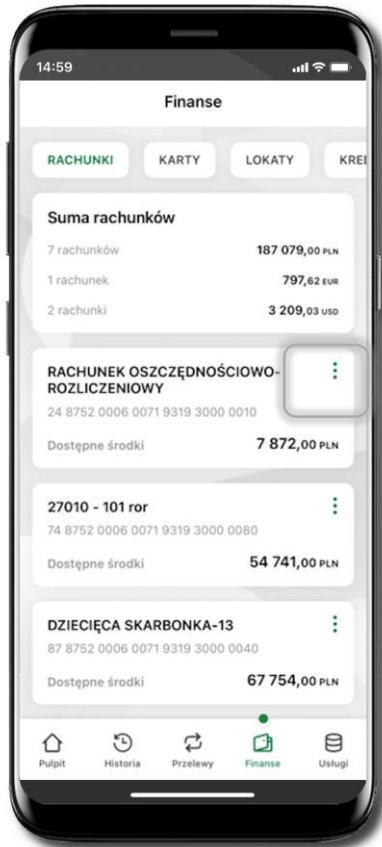 14:59
Finanse
RACHUNKI KARTY LOKATY KRED
Suma rachunków
7 rachunków 187 079,00 PLN
1 rachunek 797,62 EUR
2 rachunki 3 209,03 USD
RACHUNEK OSZCZĘDNOŚCIOWO-
ROZLICZENIOWY
24 8752 0006 0071 9319 3000 0010
Dostępne środki 7 872,00 PLN
27010 - 101 ror
74 8752 0006 0071 9319 3000 0080
Dostępne środki 54 741,00 PLN
DZIECIĘCA SKARBONKA-13
87 8752 0006 0071 9319 3000 0040
Dostępne środki 67 754,00 PLN
Pulpit Historia Przelewy Finanse Usługi